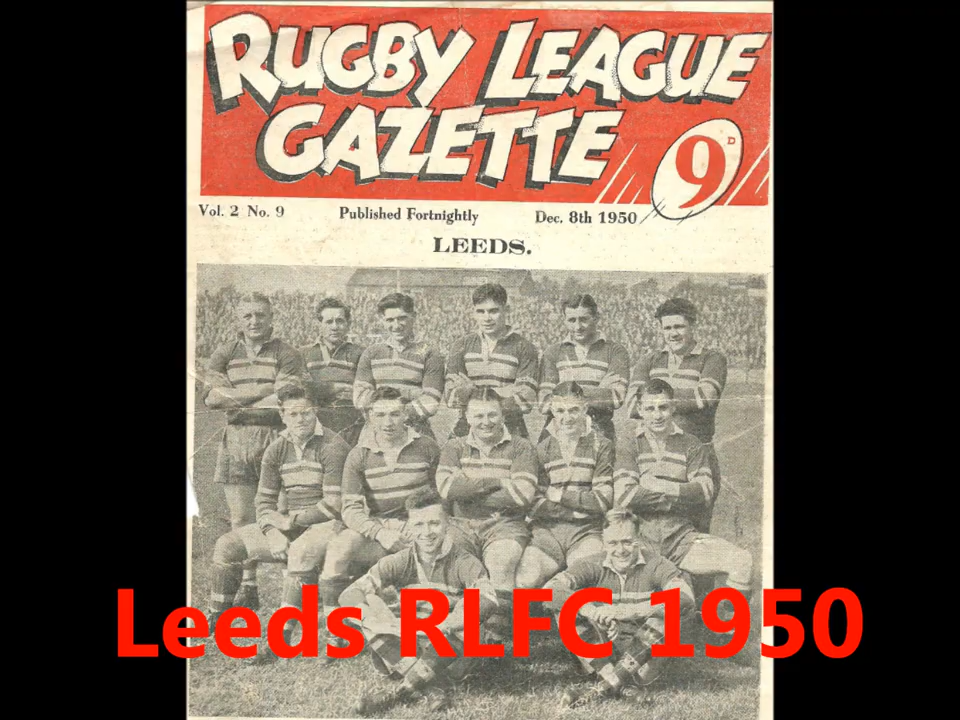 RUGBY LEAGUE
GAZETTE
9D
Vol. 2 No. 9 Published Fortnightly Dec. 8th 1950
LEEDS.
Leeds RLFC 1950